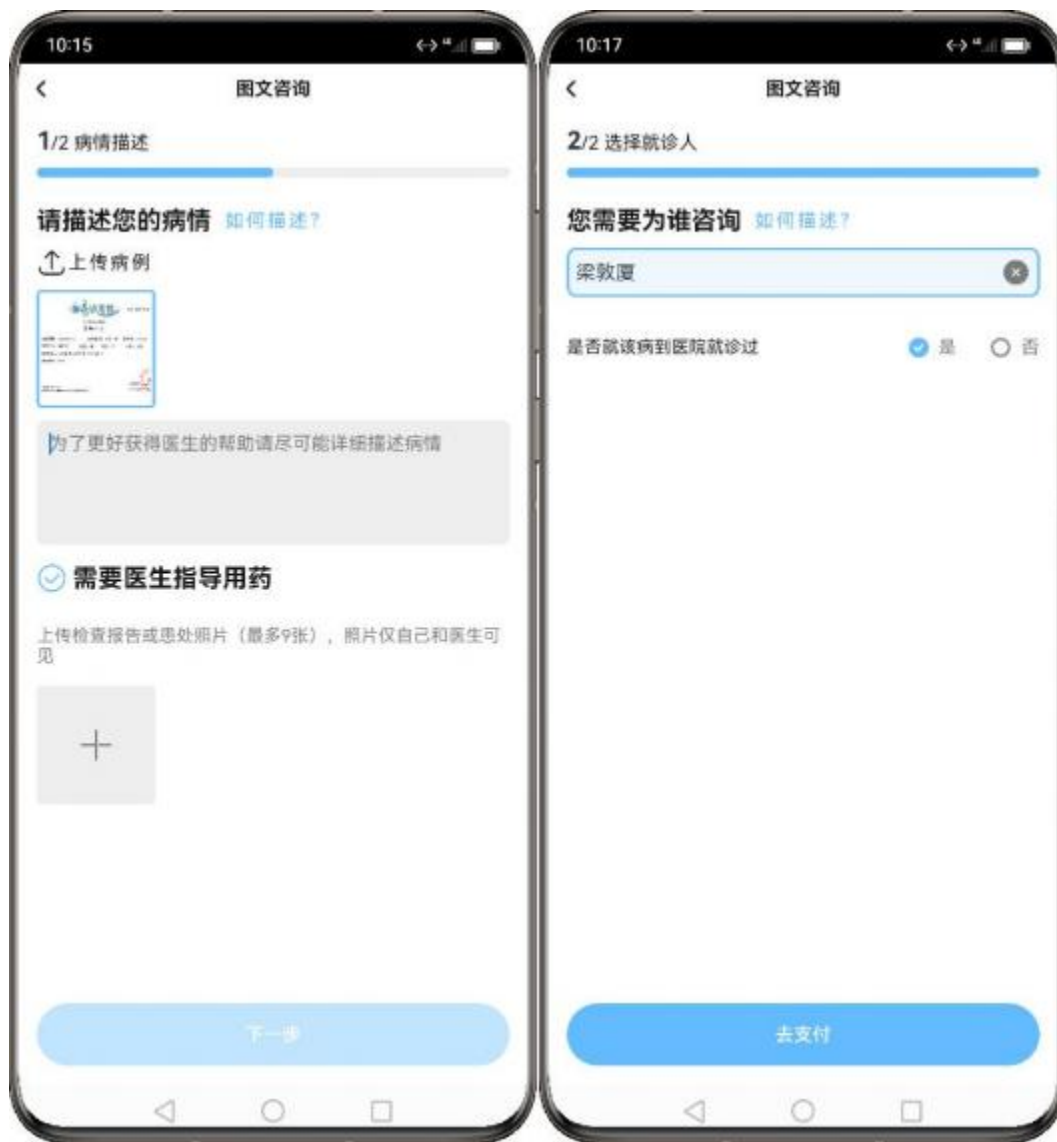 10:15
图文咨询
1/2 病情描述
请描述您的病情 如何描述?
上传病例
为了更好获得医生的帮助请尽可能详细描述病情
需要医生指导用药
上传检查报告或患处照片（最多9张），照片仅自己和医生可
见
下一步
10:17
图文咨询
2/2 选择就诊人
您需要为谁咨询 如何描述?
梁敦厦
是否就该病到医院就诊过 是 否
去支付